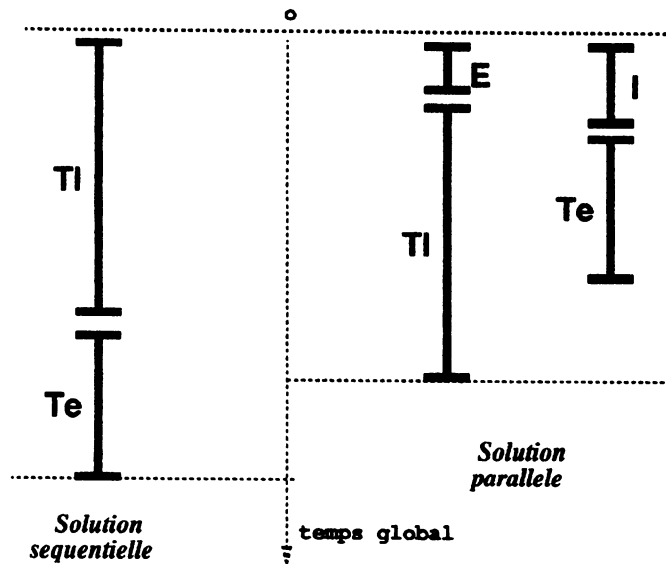 o
Tl
Te
Solution
sequentielle
E
Tl
I
Te
Solution
parallele
temps global